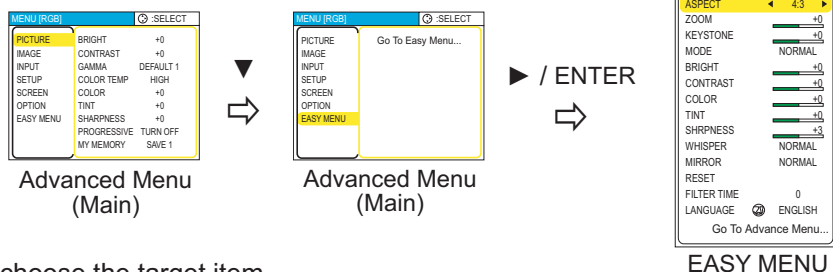 MENU [RGB] :SELECT
PICTURE BRIGHT +0
IMAGE CONTRAST +0
INPUT GAMMA DEFAULT 1
SETUP COLOR TEMP HIGH
SCREEN COLOR +0
OPTION TINT +0
EASY MENU SHARPNESS +0
PROGRESSIVE TURN OFF
MY MEMORY SAVE 1
Advanced Menu
(Main)
▼
MENU [RGB] :SELECT
PICTURE Go To Easy Menu...
IMAGE
INPUT
SETUP
SCREEN
OPTION
EASY MENU
Advanced Menu
(Main)
► / ENTER
ASPECT 4:3
ZOOM +0
KEYSTONE +0
MODE NORMAL
BRIGHT +0
CONTRAST +0
COLOR +0
TINT +0
SHRPNESS +3
WHISPER NORMAL
MIRROR NORMAL
RESET
FILTER TIME 0
LANGUAGE ENGLISH
Go To Advance Menu...
EASY MENU
choose the target item